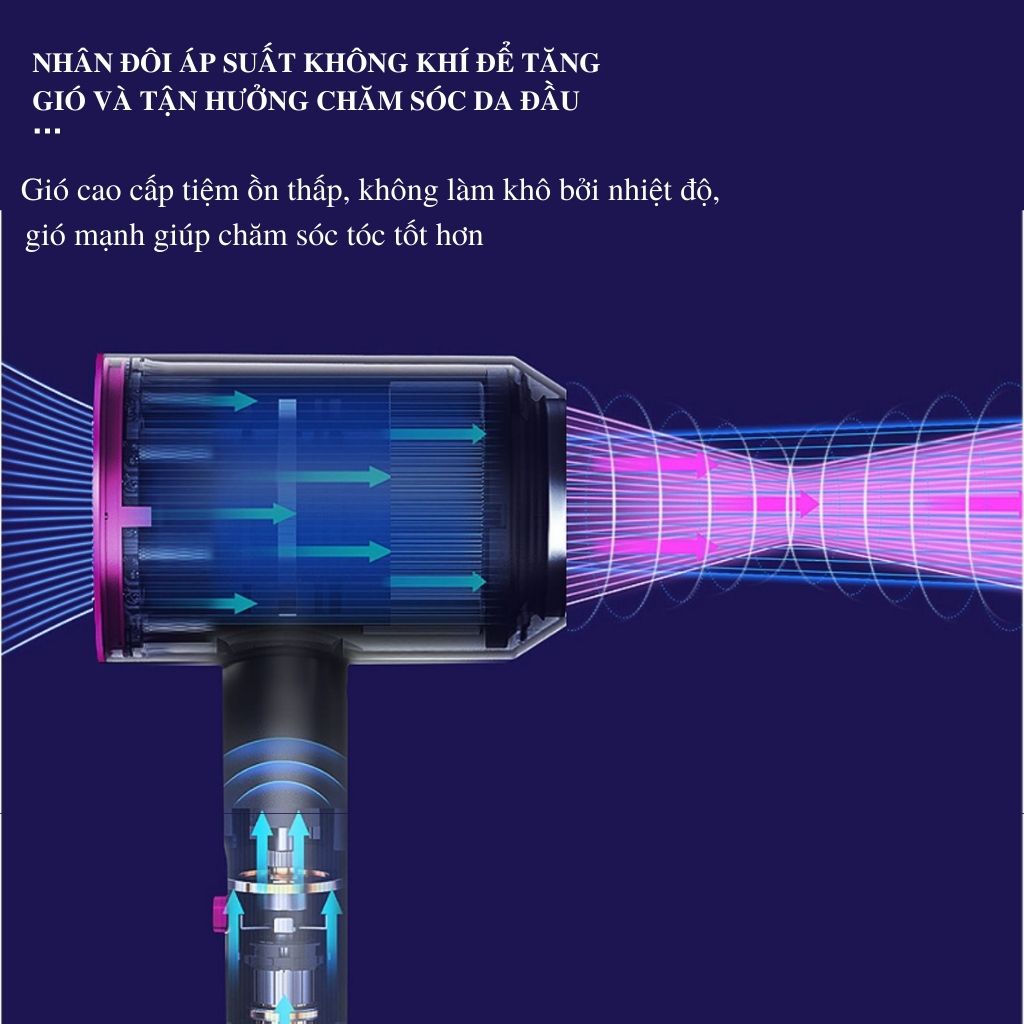 NHÂN ĐÔI ÁP SUẤT KHÔNG KHÍ ĐỂ TĂNG
GIÓ VÀ TẬN HƯỞNG CHĂM SÓC DA ĐẦU
...
Gió cao cấp tiệm ồn thấp, không làm khô bởi nhiệt độ,
gió mạnh giúp chăm sóc tóc tốt hơn